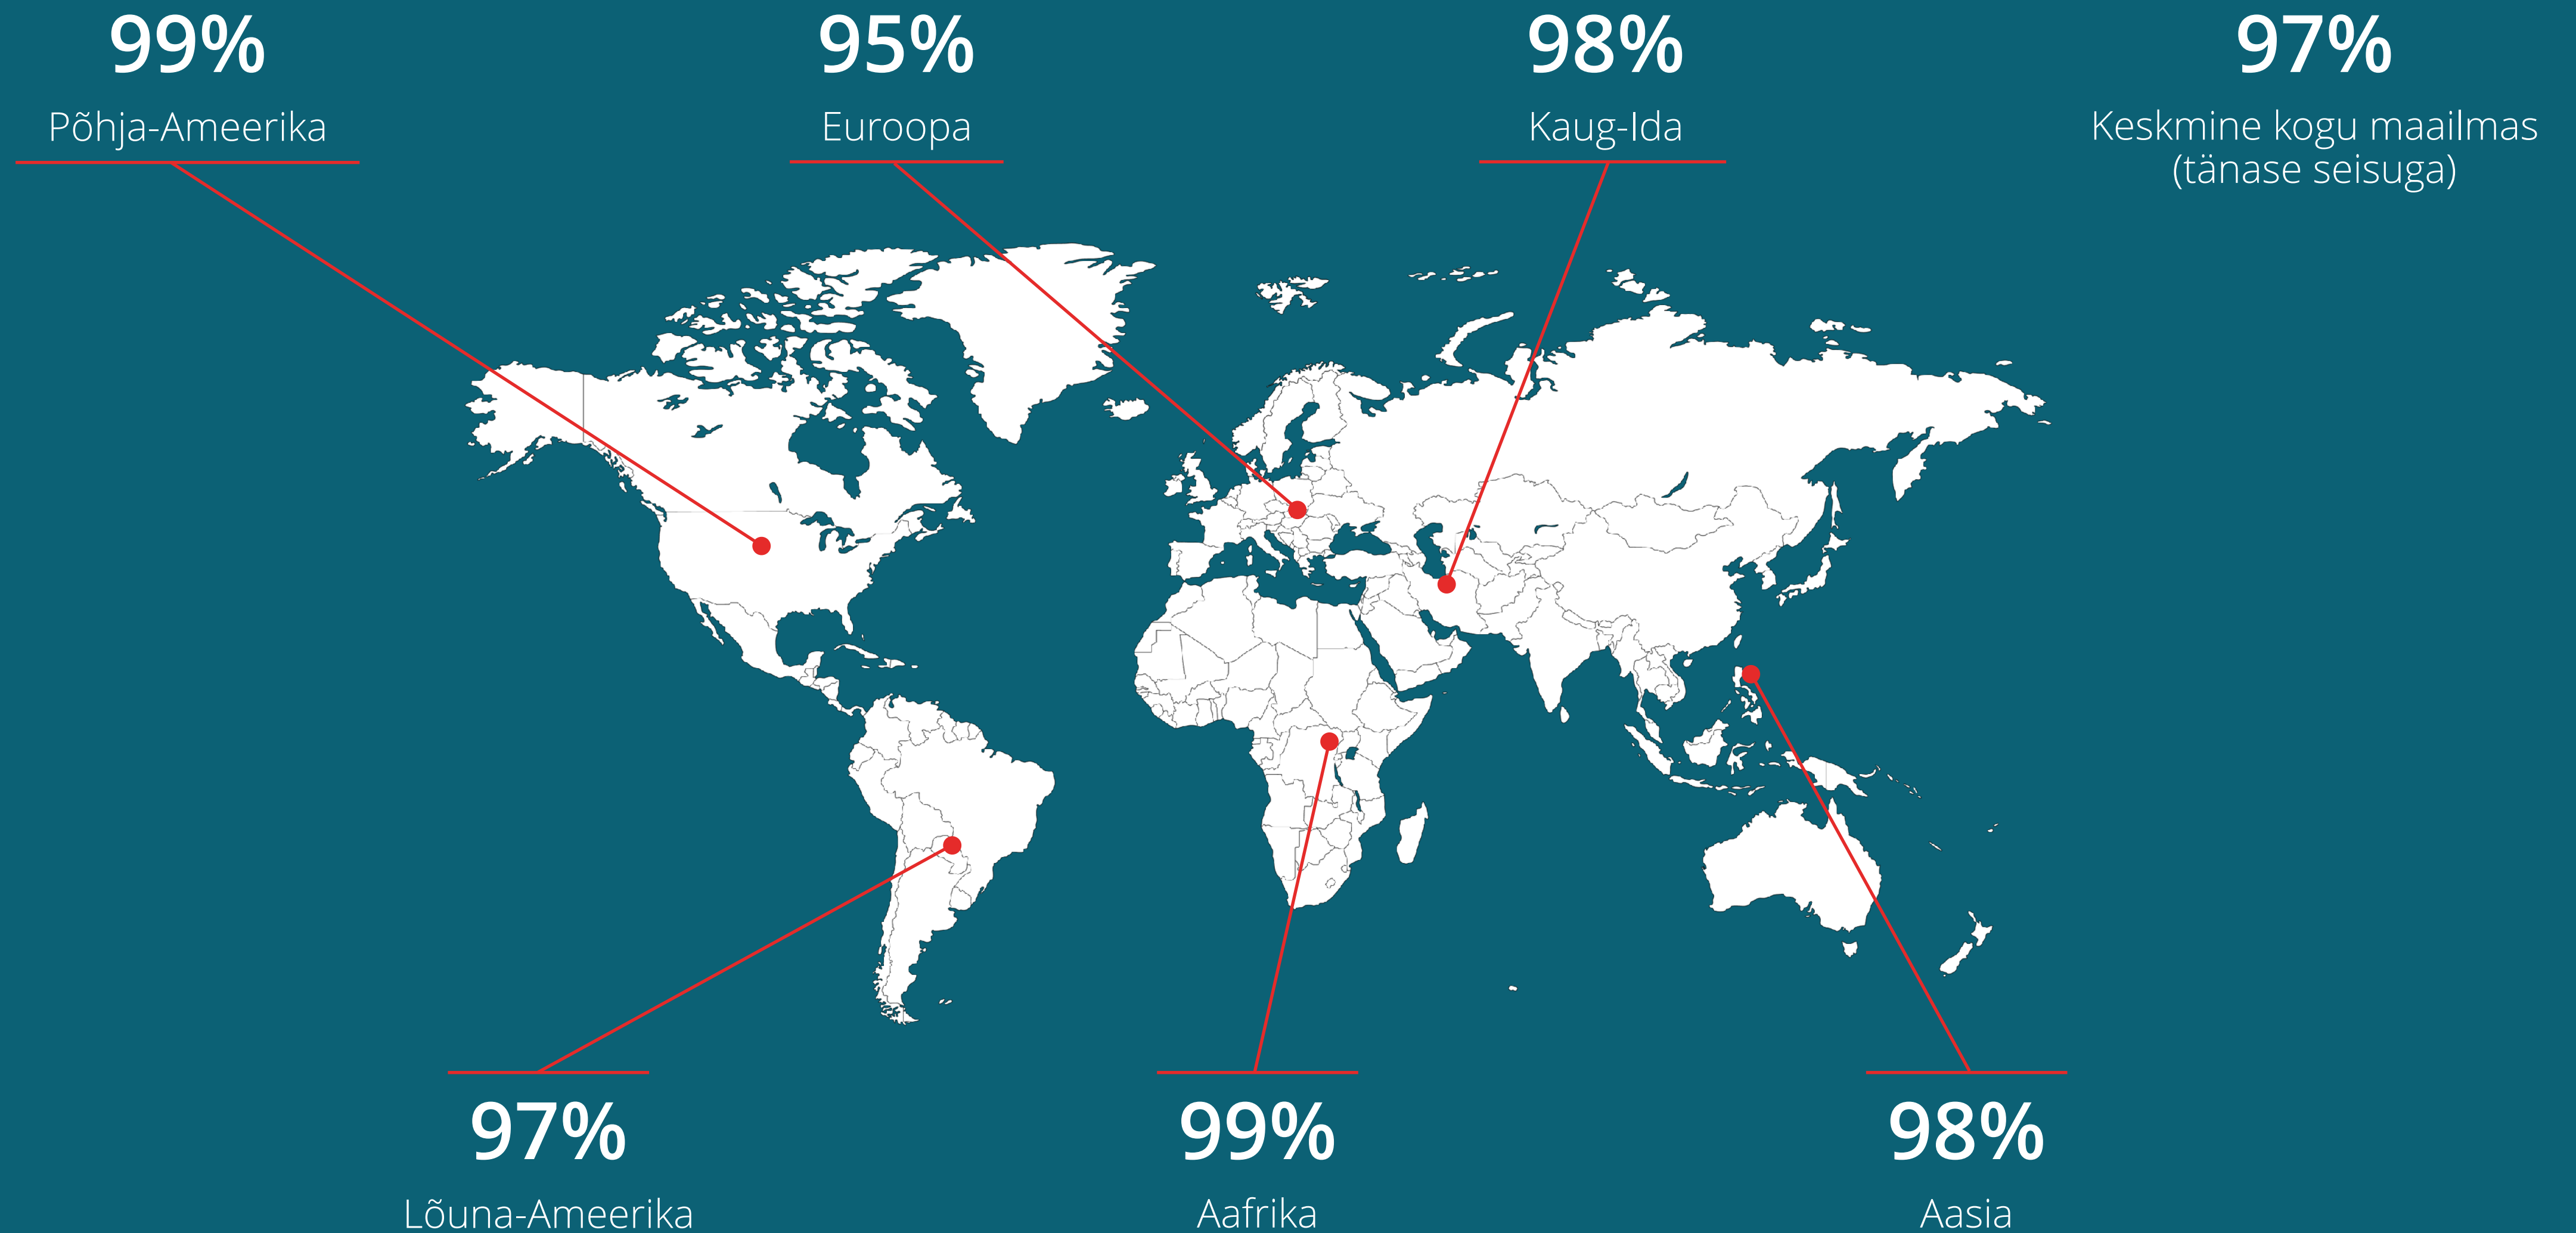 99%
Põhja-Ameerika
95%
Euroopa
98%
Kaug-Ida
97%
Keskmine kogu maailmas
(tänase seisuga)
97%
Lõuna-Ameerika
99%
Aafrika
98%
Aasia